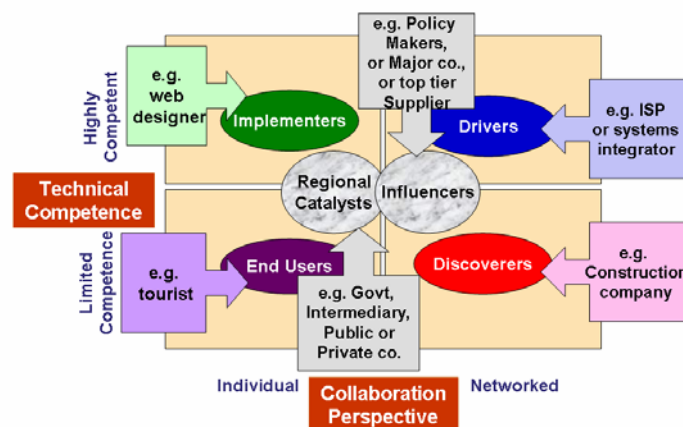 e.g. Policy
Makers,
or Major co.,
or top tier
Supplier
e.g.
web
designer
Highly
Competent
Implementers
Drivers
e.g. ISP
or systems
integrator
Regional
Catalysts
Influencers
Technical
Competence
Limited
Competence
e.g.
tourist
End Users
Discoverers
e.g.
Construction
company
e.g. Govt,
Intermediary,
Public or
Private co.
Individual
Collaboration
Perspective
Networked